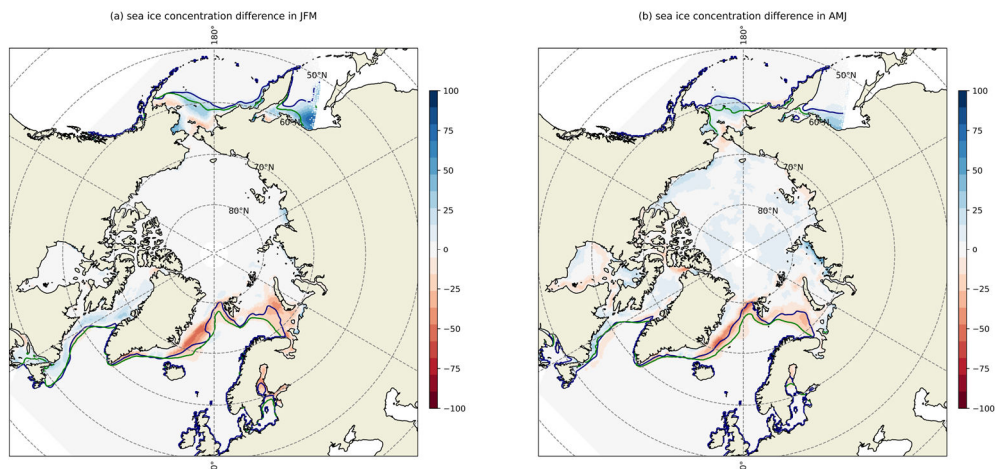 (a) sea ice concentration difference in JFM
(b) sea ice concentration difference in AMJ
180°
180°
50°N
60°N
70°N
80°N
50°N
60°N
70°N
80°N
100
75
50
25
0
−25
−50
−75
−100
100
75
50
25
0
−25
−50
−75
−100
0°
0°